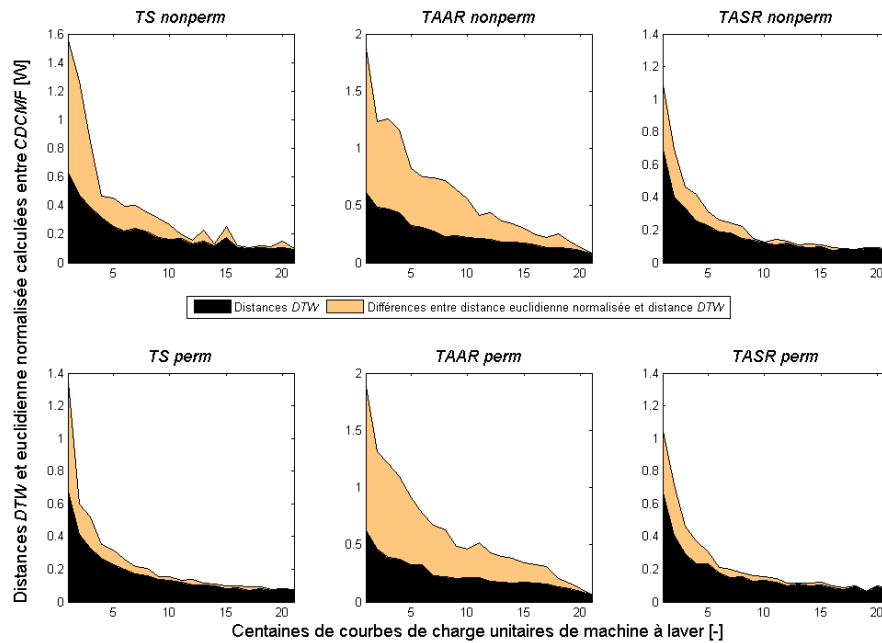 TS nonperm
TAAR nonperm
TASR nonperm
1.6
1.4
1.2
1
0.8
0.6
0.4
0.2
0
5 10 15 20
2
1.5
1
0.5
0
5 10 15 20
1.4
1.2
1
0.8
0.6
0.4
0.2
0
5 10 15 20
Distances DTW et euclidienne normalisée calculées entre CDCMF [W]
Distances DTW
Différences entre distance euclidienne normalisée et distance DTW
TS perm
TAAR perm
TASR perm
1.4
1.2
1
0.8
0.6
0.4
0.2
0
5 10 15 20
2
1.5
1
0.5
0
5 10 15 20
1.4
1.2
1
0.8
0.6
0.4
0.2
0
5 10 15 20
Centaines de courbes de charge unitaires de machine à laver [-]